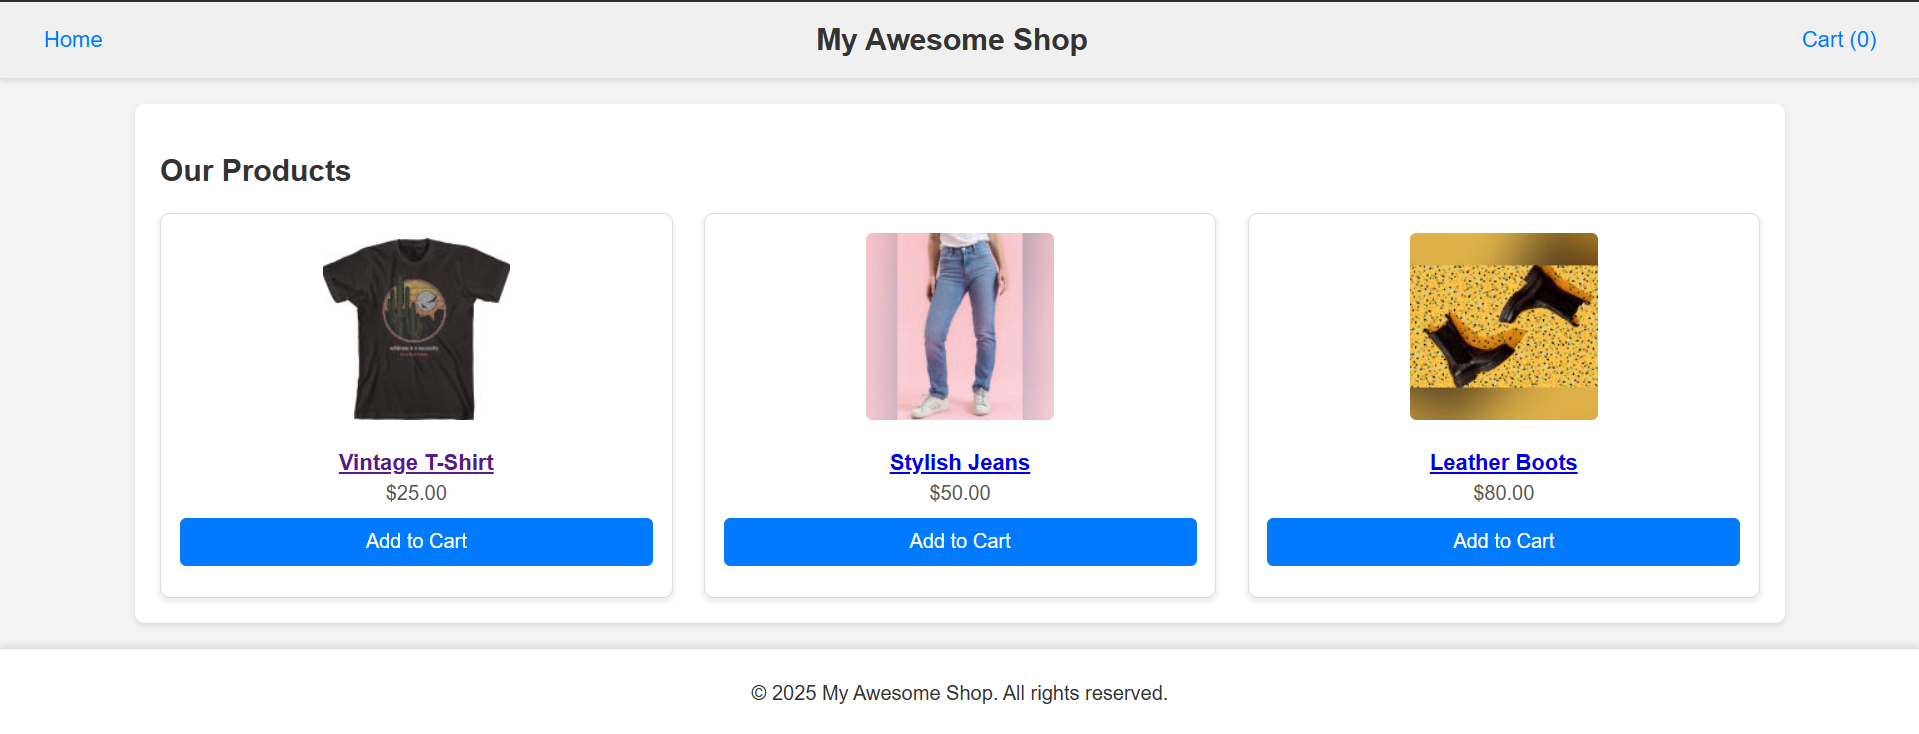 Home
My Awesome Shop
Cart (0)
Our Products
Vintage T-Shirt
$25.00
Add to Cart
Stylish Jeans
$50.00
Add to Cart
Leather Boots
$80.00
Add to Cart
© 2025 My Awesome Shop. All rights reserved.